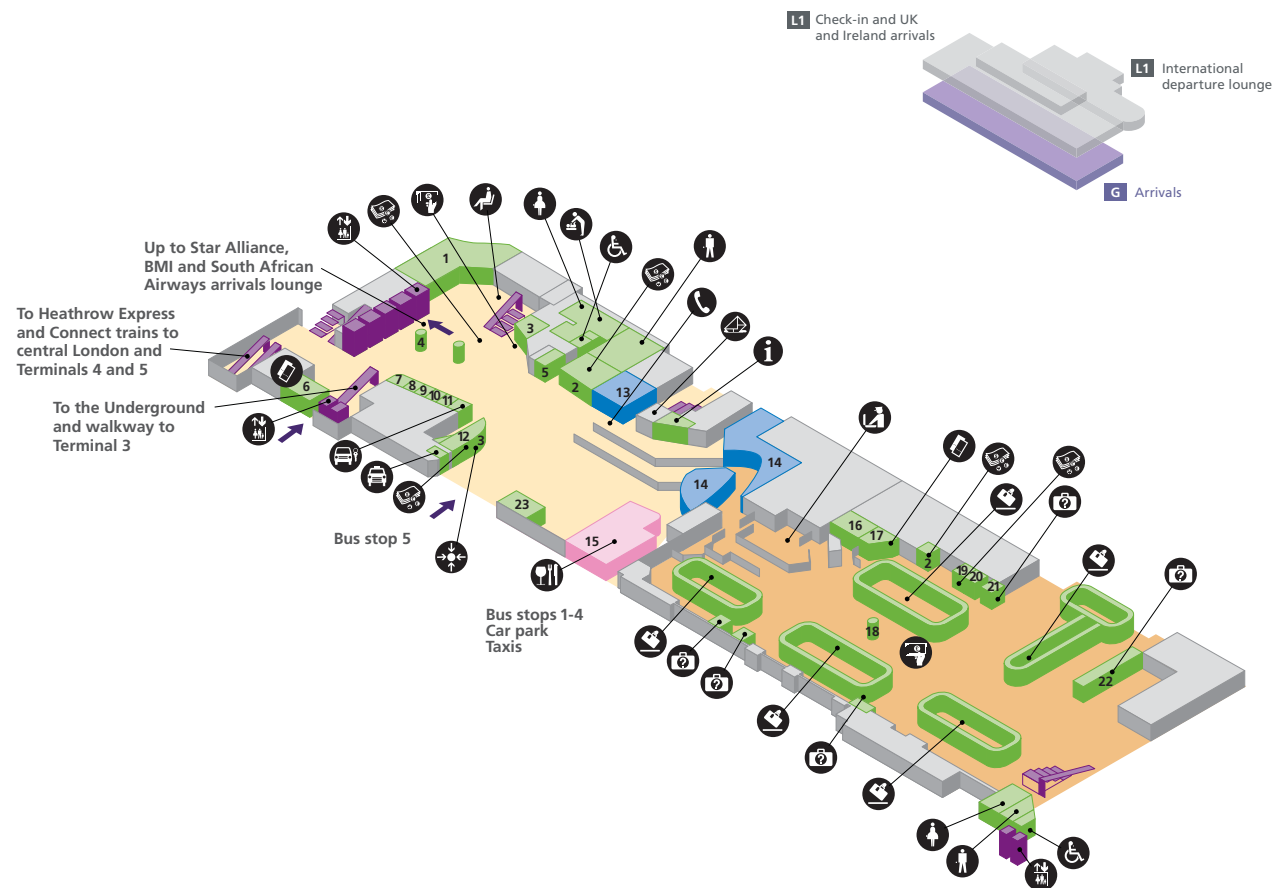 L1 Check-in and UK
and Ireland arrivals
L1 International
departure lounge
G Arrivals
Up to Star Alliance,
BMI and South African
Airways arrivals lounge
To Heathrow Express
and Connect trains to
central London and
Terminals 4 and 5
To the Underground
and walkway to
Terminal 3
Bus stop 5
Bus stops 1-4
Car park
Taxis
1
3
4
5
2
6
7
8
9
10
11
12
3
13
14
14
23
15
16
17
2
19
20
21
18
22